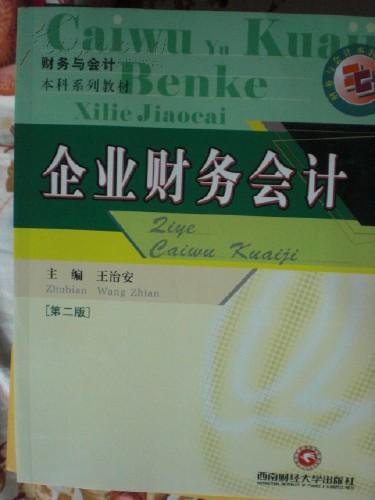 Caiwu Yu Kuaiji
财务与会计
Benke
本科系列教材
Xilie Jiaocai
企业财务会计
Qiye
Caiwu Kuaiji
主编 王治安
Zhubian Wang Zhian
[第二版]
西南财经大学出版社